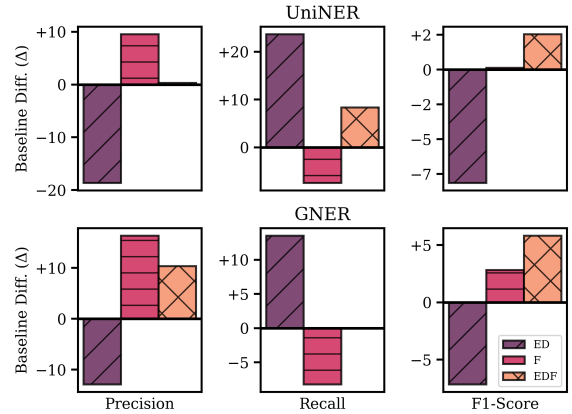 UniNER
Baseline Diff. (Δ)
+10
0
−10
−20
+20
+10
0
+2
0
−2
−5
−7
GNER
Baseline Diff. (Δ)
+10
0
−10
+10
+5
0
−5
+5
0
−5
ED
F
EDF
Precision
Recall
F1-Score